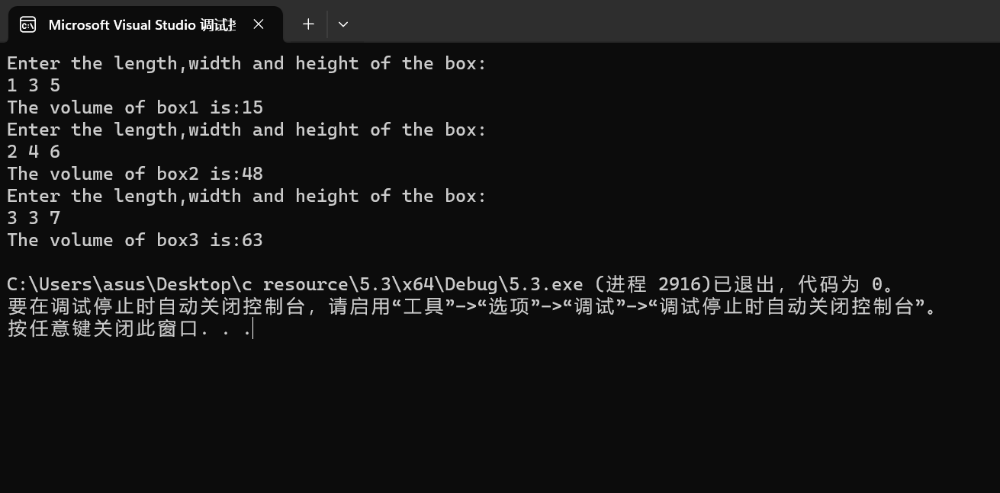 Microsoft Visual Studio 调试
Enter the length,width and height of the box:
1 3 5
The volume of box1 is:15
Enter the length,width and height of the box:
2 4 6
The volume of box2 is:48
Enter the length,width and height of the box:
3 3 7
The volume of box3 is:63
C:\Users\asus\Desktop\c resource\5.3\x64\Debug\5.3.exe (进程 2916)已退出，代码为 0。
要在调试停止时自动关闭控制台，请启用“工具”->“选项”->“调试”->“调试停止时自动关闭控制台”。
按任意键关闭此窗口. . .